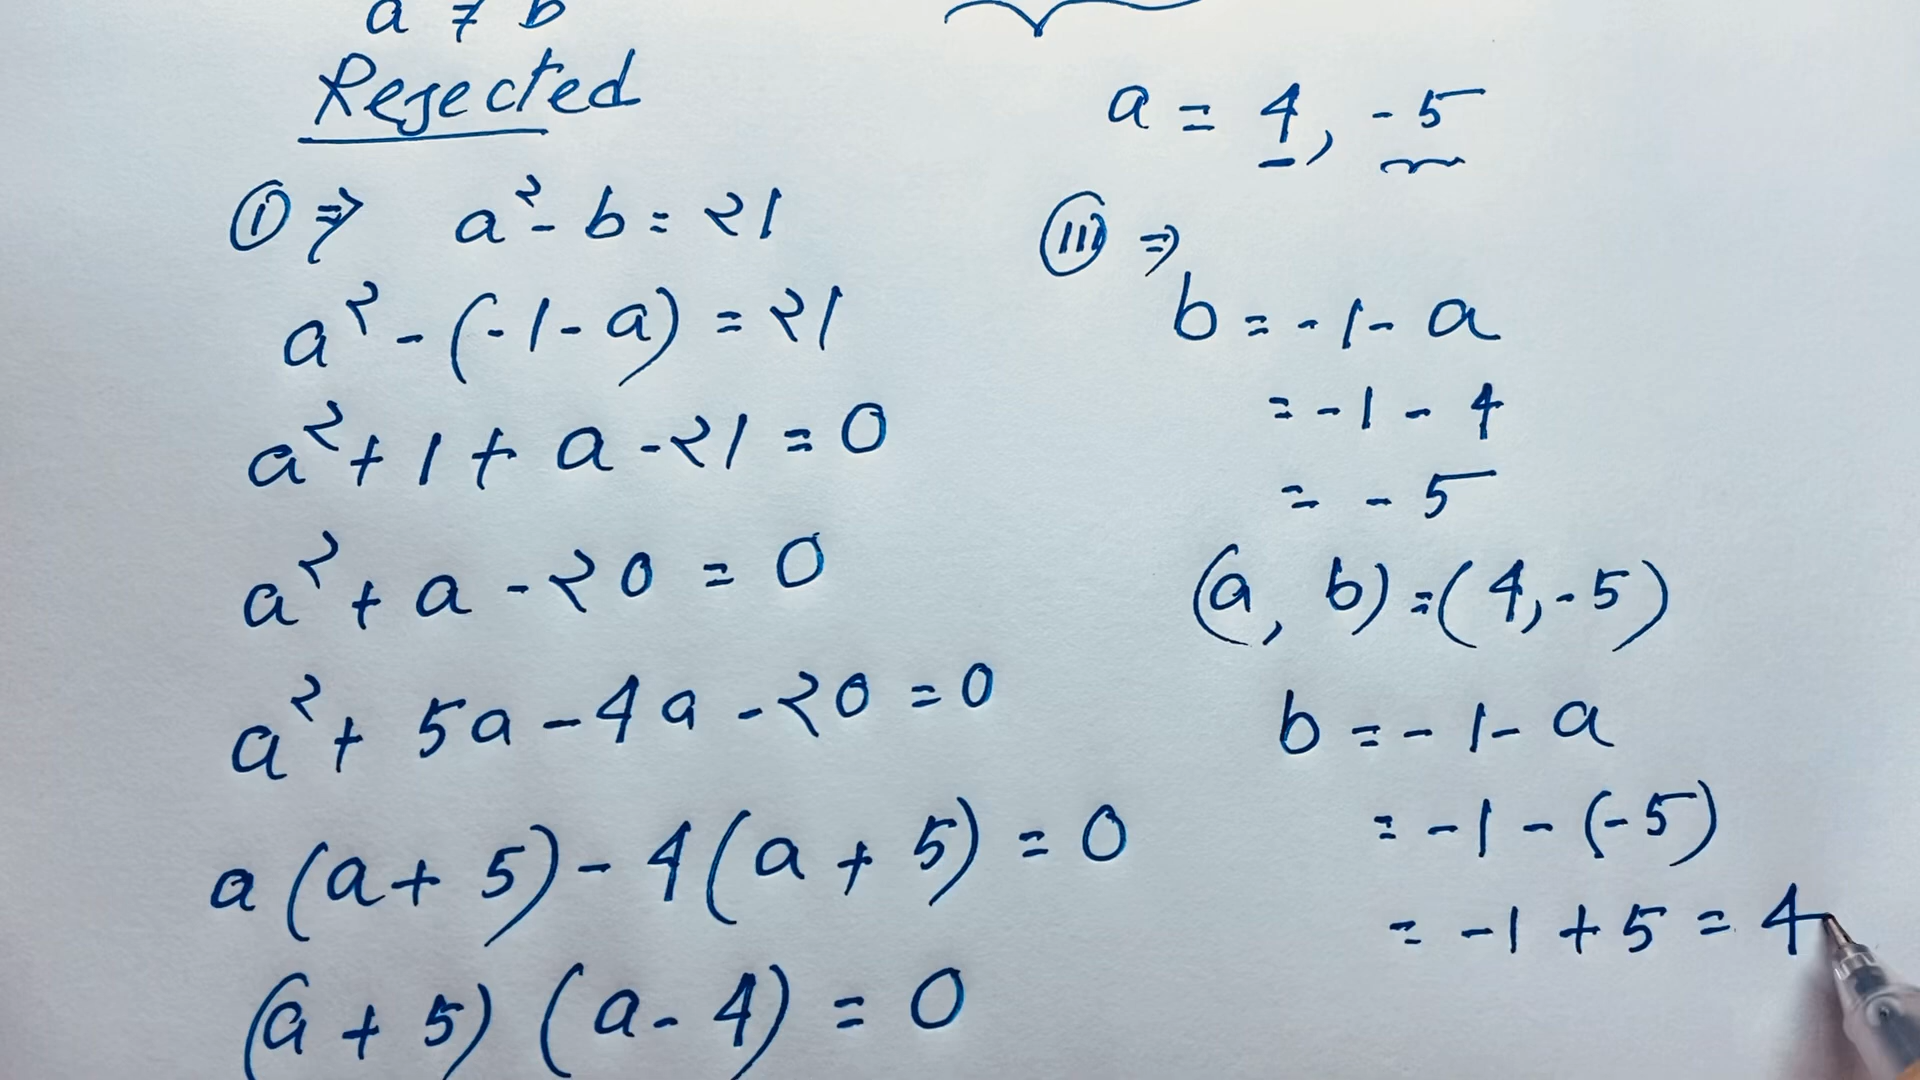 a ≠ b
Rejected
(i) ⇒ a² - b = 21
a² - (-1 - a) = 21
a² + 1 + a - 21 = 0
a² + a - 20 = 0
a² + 5a - 4a - 20 = 0
a(a + 5) - 4(a + 5) = 0
(a + 5)(a - 4) = 0
a = 4, -5
(iii) ⇒
b = -1 - a
= -1 - 4
= -5
(a, b) = (4, -5)
b = -1 - a
= -1 - (-5)
= -1 + 5 = 4